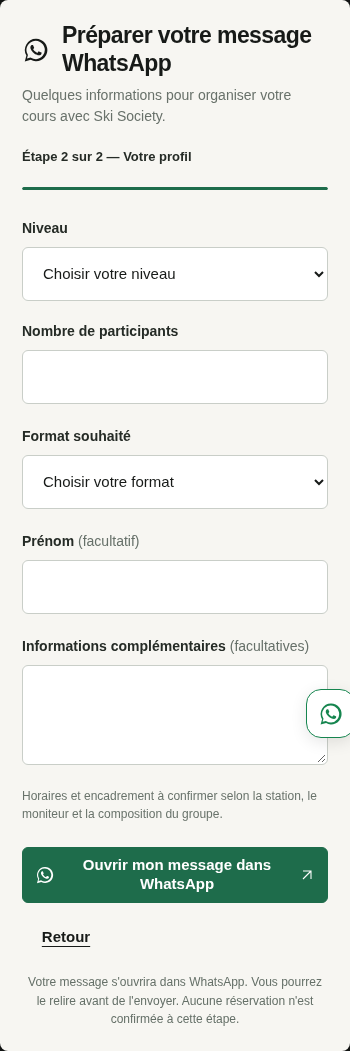 Préparer votre message
WhatsApp
Quelques informations pour organiser votre
cours avec Ski Society.
Étape 2 sur 2 — Votre profil
Niveau
Choisir votre niveau
Nombre de participants
Format souhaité
Choisir votre format
Prénom (facultatif)
Informations complémentaires (facultatives)
Horaires et encadrement à confirmer selon la station, le
moniteur et la composition du groupe.
Ouvrir mon message dans
WhatsApp
Retour
Votre message s'ouvrira dans WhatsApp. Vous pourrez
le relire avant de l'envoyer. Aucune réservation n'est
confirmée à cette étape.